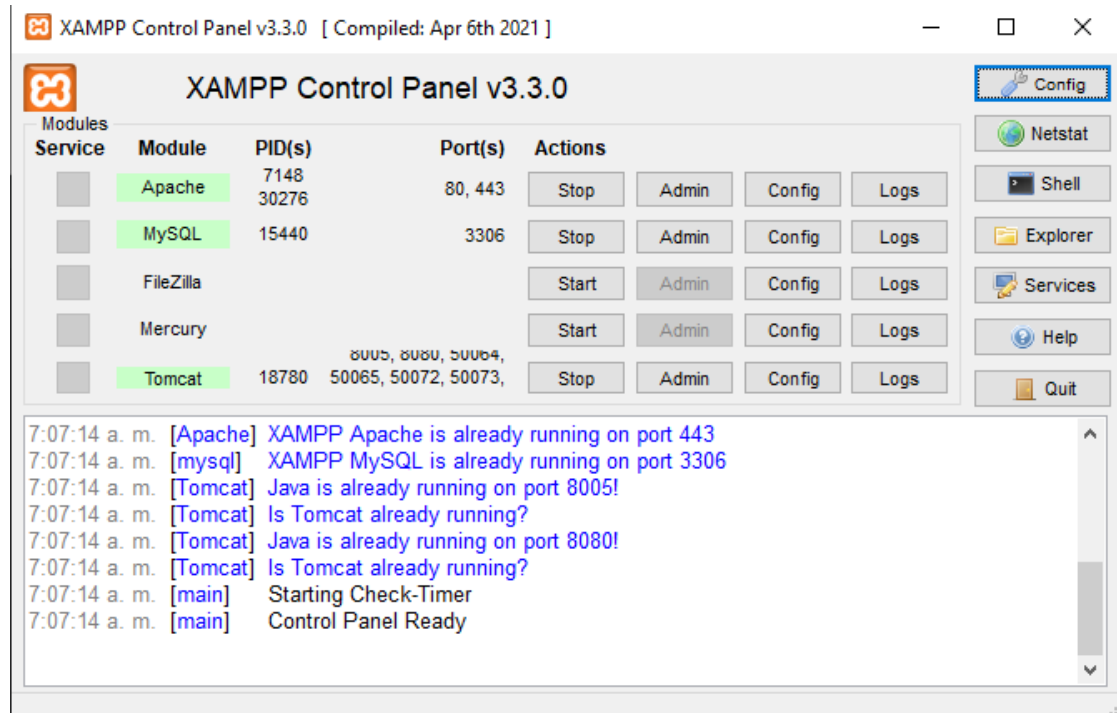 XAMPP Control Panel v3.3.0 [ Compiled: Apr 6th 2021 ]
XAMPP Control Panel v3.3.0
Config
Modules
Netstat
Service Module PID(s) Port(s) Actions
Apache 7148 30276 80, 443 Stop Admin Config Logs
Shell
MySQL 15440 3306 Stop Admin Config Logs
Explorer
FileZilla Start Admin Config Logs
Services
Mercury Start Admin Config Logs
Help
8005, 8080, 50064,
Tomcat 18780 50065, 50072, 50073, Stop Admin Config Logs
Quit
7:07:14 a. m. [Apache] XAMPP Apache is already running on port 443
7:07:14 a. m. [mysql] XAMPP MySQL is already running on port 3306
7:07:14 a. m. [Tomcat] Java is already running on port 8005!
7:07:14 a. m. [Tomcat] Is Tomcat already running?
7:07:14 a. m. [Tomcat] Java is already running on port 8080!
7:07:14 a. m. [Tomcat] Is Tomcat already running?
7:07:14 a. m. [main] Starting Check-Timer
7:07:14 a. m. [main] Control Panel Ready